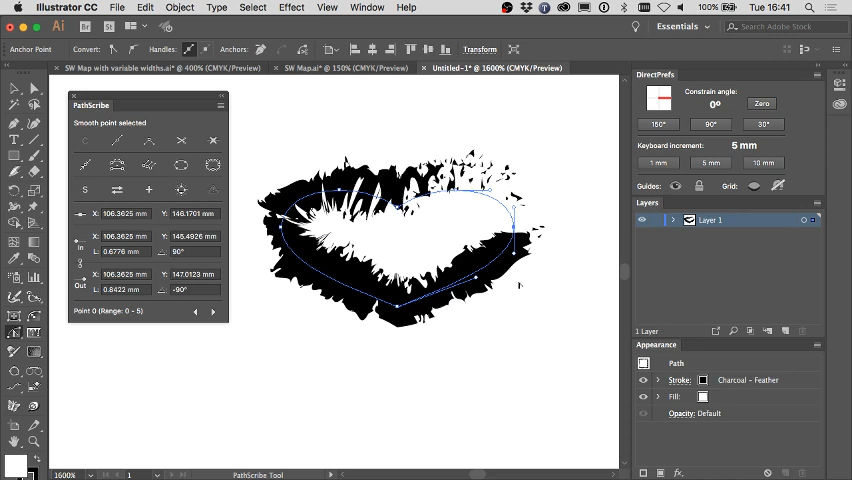 Illustrator CC File Edit Object Type Select Effect View Window Help 100% Tue 16:41
Ai Br St Essentials Search Adobe Stock
Anchor Point Convert: Handles: Anchors: Transform
× SW Map with variable widths.ai* @ 400% (CMYK/Preview) × SW Map.ai* @ 150% (CMYK/Preview) × Untitled-1* @ 1600% (CMYK/Preview)
PathScribe
Smooth point selected
X: 106.3625 mm Y: 146.1701 mm
X: 106.3625 mm Y: 145.4926 mm
In
L: 0.6776 mm 90°
X: 106.3625 mm Y: 147.0123 mm
Out
L: 0.8422 mm -90°
Point 0 (Range: 0 - 5)
DirectPrefs
Constrain angle:
0° Zero
150° 90° 30°
Keyboard increment: 5 mm
1 mm 5 mm 10 mm
Guides: Grid:
Layers
Layer 1
1 Layer
Appearance
Path
Stroke: Charcoal - Feather
Fill:
Opacity: Default
fx
1600% 1 PathScribe Tool